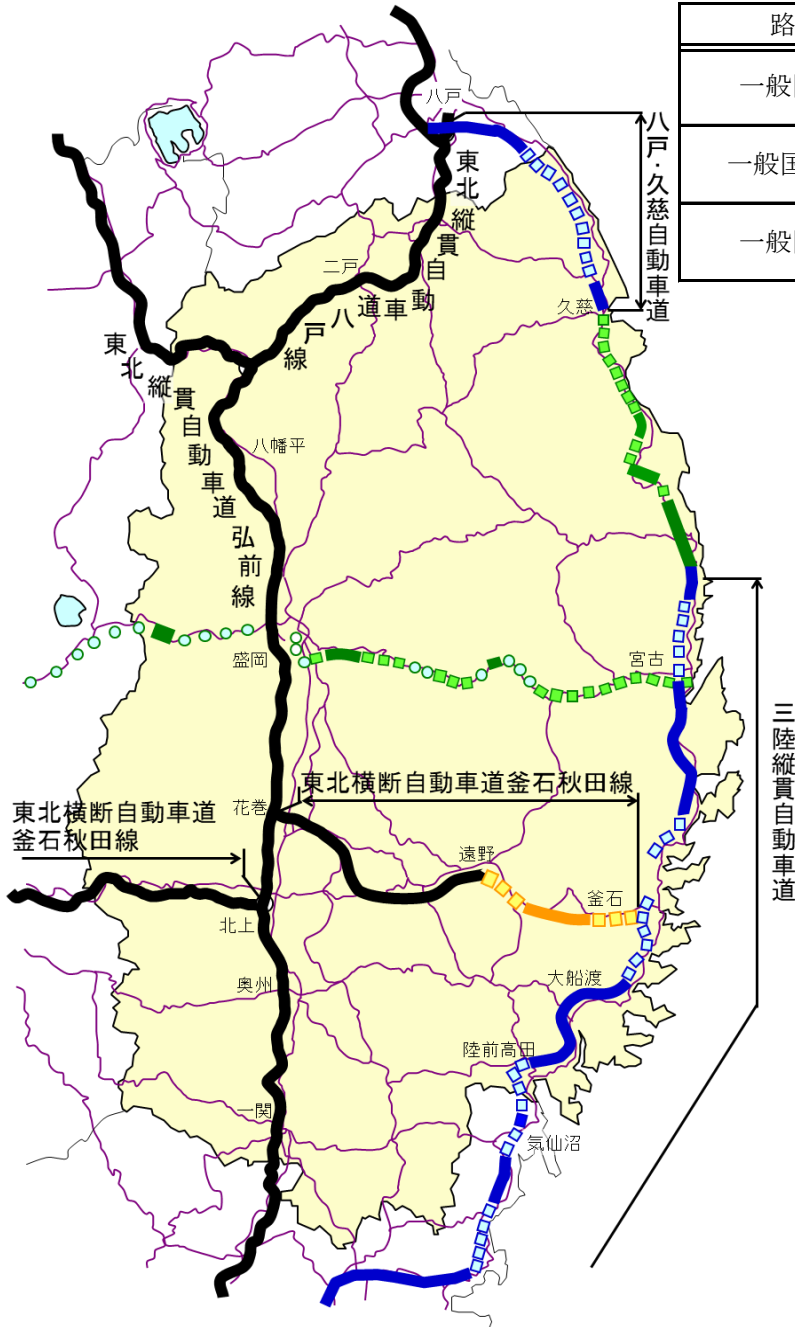 路
一般国
一般国
一般国
八戸
八戸・久慈自動車道
東北縦貫自動車道八戸線
二戸
久慈
東北縦貫自動車道弘前線
八幡平
盛岡
宮古
三陸縦貫自動車道
東北横断自動車道釜石秋田線
花巻
東北横断自動車道
釜石秋田線
遠野
釜石
北上
大船渡
奥州
陸前高田
一関
気仙沼